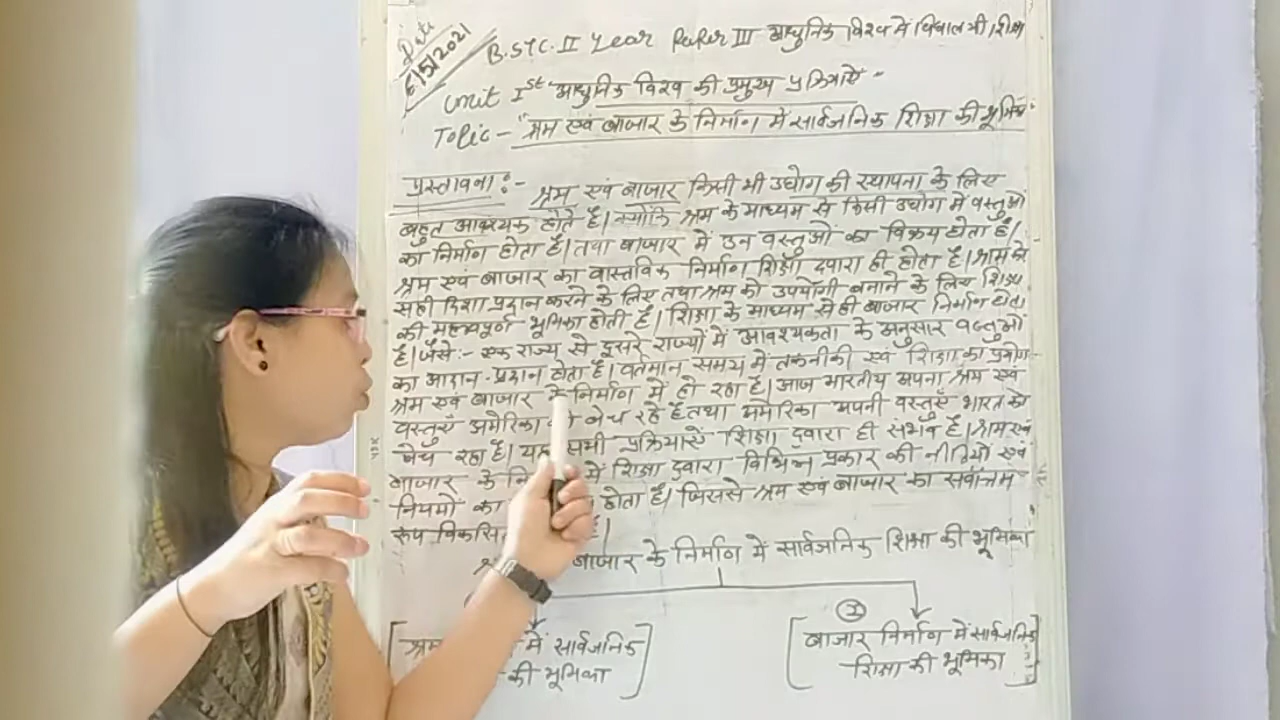 Date
6/5/2021
B.STC. II Year Paper III आधुनिक विश्व में विद्यालयी शिक्षा
Unit Ist "आधुनिक विश्व की प्रमुख प्रक्रियाएँ"
Topic - "श्रम एवं बाजार के निर्माण में सार्वजनिक शिक्षा की भूमिका
प्रस्तावना :- श्रम एवं बाजार किसी भी उद्योग की स्थापना के लिए
बहुत आवश्यक होते हैं। क्योंकि श्रम के माध्यम से किसी उद्योग में वस्तुओं
का निर्माण होता है। तथा बाजार में उन वस्तुओं का विक्रय होता है।
श्रम एवं बाजार का वास्तविक निर्माण शिक्षा द्वारा ही होता है। श्रम को
सही दिशा प्रदान करने के लिए तथा श्रम को उपयोगी बनाने के लिए शिक्षा
की महत्वपूर्ण भूमिका होती है। शिक्षा के माध्यम से ही बाजार निर्माण होता
है। जैसे :- एक राज्य से दूसरे राज्यों में आवश्यकता के अनुसार वस्तुओं
का आदान-प्रदान होता है। वर्तमान समय में तकनीकी एवं शिक्षा का प्रयोग
श्रम एवं बाजार के निर्माण में हो रहा है। आज भारतीय अपना श्रम एवं
वस्तुएँ अमेरिका बेच रहे हैं तथा अमेरिका अपनी वस्तुएँ भारत को
बेच रहा है। यह सभी प्रक्रियाएँ शिक्षा द्वारा ही संभव है। श्रम एवं
बाजार के में शिक्षा द्वारा विभिन्न प्रकार की नीतियों एवं
नियमों का होता है। जिससे श्रम एवं बाजार का सर्वोत्तम
रूप है।
बाजार के निर्माण में सार्वजनिक शिक्षा की भूमिका
②
श्रम में सार्वजनिक
की भूमिका
बाजार निर्माण में सार्वजनिक
शिक्षा की भूमिका